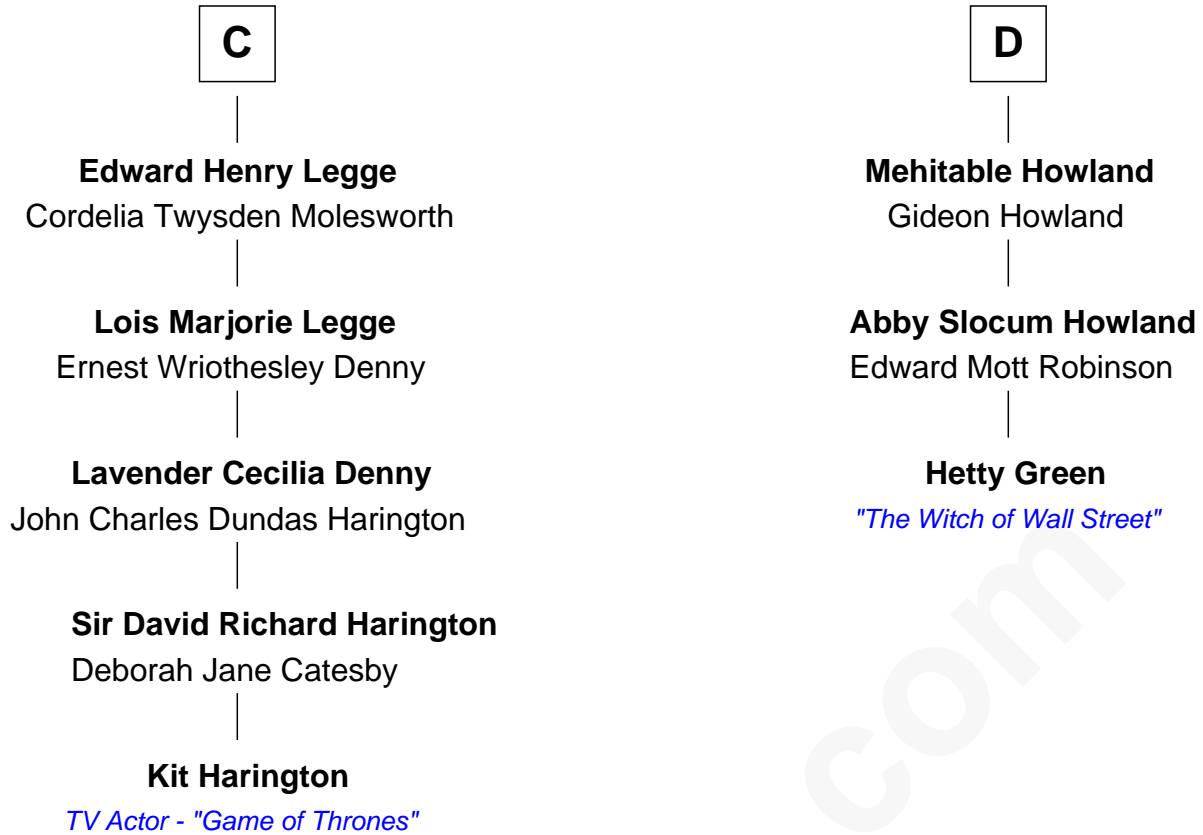 C
Edward Henry Legge
Cordelia Twysden Molesworth
Lois Marjorie Legge
Ernest Wriothesley Denny
Lavender Cecilia Denny
John Charles Dundas Harington
Sir David Richard Harington
Deborah Jane Catesby
Kit Harington
TV Actor - "Game of Thrones"
D
Mehitable Howland
Gideon Howland
Abby Slocum Howland
Edward Mott Robinson
Hetty Green
"The Witch of Wall Street"
com